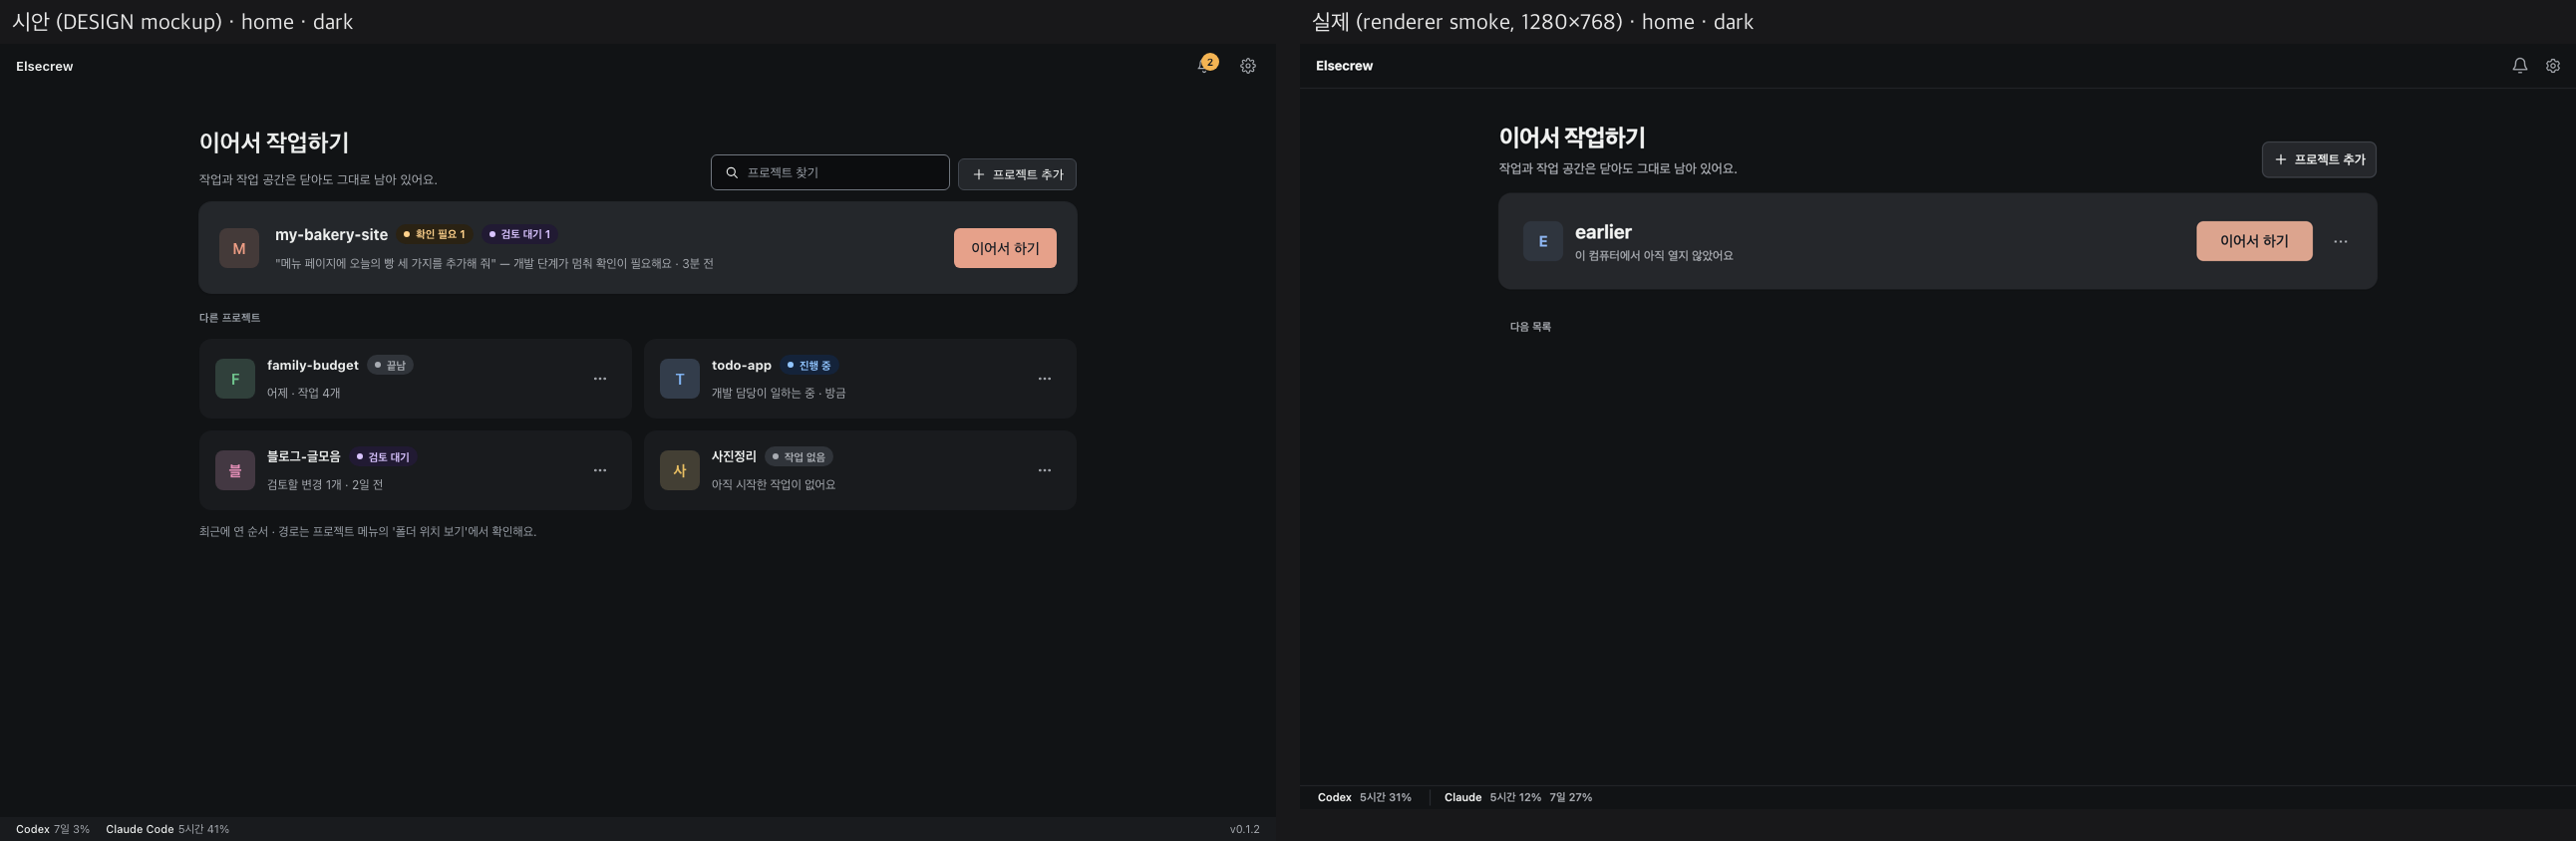 시안 (DESIGN mockup) · home · dark
Elsecrew
2
이어서 작업하기
작업과 작업 공간은 닫아도 그대로 남아 있어요.
프로젝트 찾기
+ 프로젝트 추가
M
my-bakery-site
확인 필요 1
검토 대기 1
"메뉴 페이지에 오늘의 빵 세 가지를 추가해 줘" — 개발 단계가 멈춰 확인이 필요해요 · 3분 전
이어서 하기
다른 프로젝트
F
family-budget
끝남
어제 · 작업 4개
···
T
todo-app
진행 중
개발 담당이 일하는 중 · 방금
···
블
블로그-글모음
검토 대기
검토할 변경 1개 · 2일 전
···
사
사진정리
작업 없음
아직 시작한 작업이 없어요
···
최근에 연 순서 · 경로는 프로젝트 메뉴의 '폴더 위치 보기'에서 확인해요.
Codex 7일 3% Claude Code 5시간 41%
v0.1.2
실제 (renderer smoke, 1280×768) · home · dark
Elsecrew
이어서 작업하기
작업과 작업 공간은 닫아도 그대로 남아 있어요.
+ 프로젝트 추가
E
earlier
이 컴퓨터에서 아직 열지 않았어요
이어서 하기
···
다음 목록
Codex 5시간 31% Claude 5시간 12% 7일 27%